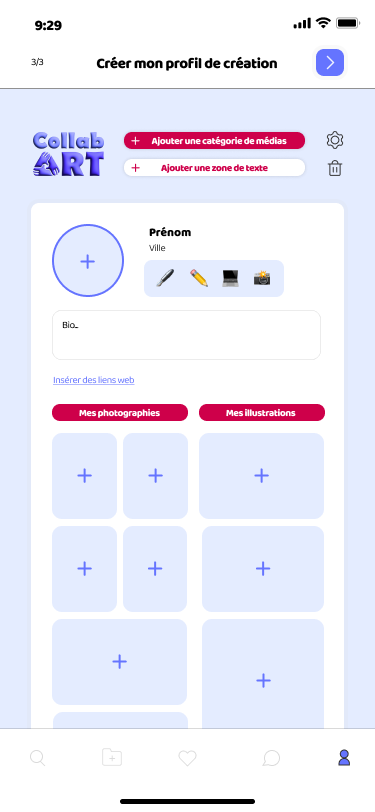 9:29
3/3
Créer mon profil de création
Collab
ART
+ Ajouter une catégorie de médias
+ Ajouter une zone de texte
Prénom
Ville
Bio...
Insérer des liens web
Mes photographies
Mes illustrations